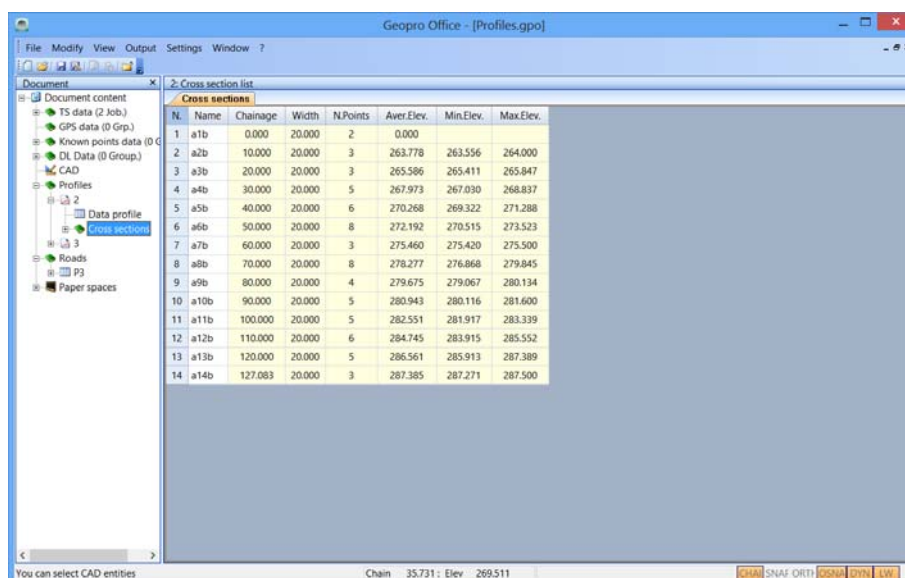 Geopro Office - [Profiles.gpo]
File Modify View Output Settings Window ?
Document
Document content
TS data (2 Job.)
GPS data (0 Grp.)
Known points data (0 G
DL Data (0 Group.)
CAD
Profiles
2
Data profile
Cross sections
3
Roads
P3
Paper spaces
2: Cross section list
Cross sections
N. Name Chainage Width N.Points Aver.Elev. Min.Elev. Max.Elev.
1 a1b 0.000 20.000 2 0.000
2 a2b 10.000 20.000 3 263.778 263.556 264.000
3 a3b 20.000 20.000 3 265.586 265.411 265.847
4 a4b 30.000 20.000 5 267.973 267.030 268.837
5 a5b 40.000 20.000 6 270.268 269.322 271.288
6 a6b 50.000 20.000 8 272.192 270.515 273.523
7 a7b 60.000 20.000 3 275.460 275.420 275.500
8 a8b 70.000 20.000 8 278.277 276.868 279.845
9 a9b 80.000 20.000 4 279.675 279.067 280.134
10 a10b 90.000 20.000 5 280.943 280.116 281.600
11 a11b 100.000 20.000 5 282.551 281.917 283.339
12 a12b 110.000 20.000 6 284.745 283.915 285.552
13 a13b 120.000 20.000 5 286.561 285.913 287.389
14 a14b 127.083 20.000 3 287.385 287.271 287.500
You can select CAD entities Chain 35.731 : Elev 269.511 CHAI SNAF ORTH OSNA DYN LW